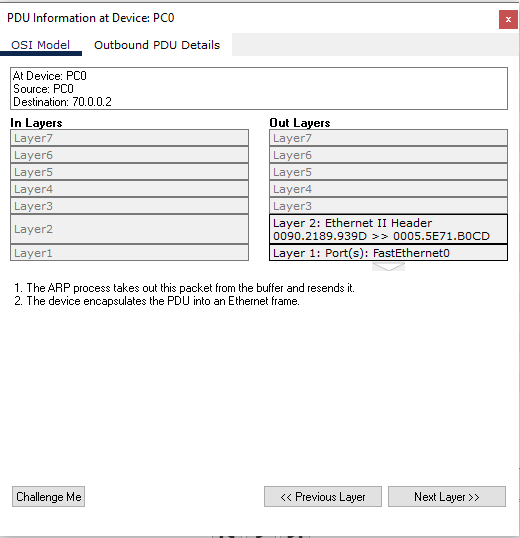 PDU Information at Device: PC0
x
OSI Model Outbound PDU Details
At Device: PC0
Source: PC0
Destination: 70.0.0.2
In Layers
Layer7
Layer6
Layer5
Layer4
Layer3
Layer2
Layer1
Out Layers
Layer7
Layer6
Layer5
Layer4
Layer3
Layer 2: Ethernet II Header
0090.2189.939D >> 0005.5E71.B0CD
Layer 1: Port(s): FastEthernet0
1. The ARP process takes out this packet from the buffer and resends it.
2. The device encapsulates the PDU into an Ethernet frame.
Challenge Me
<< Previous Layer
Next Layer >>